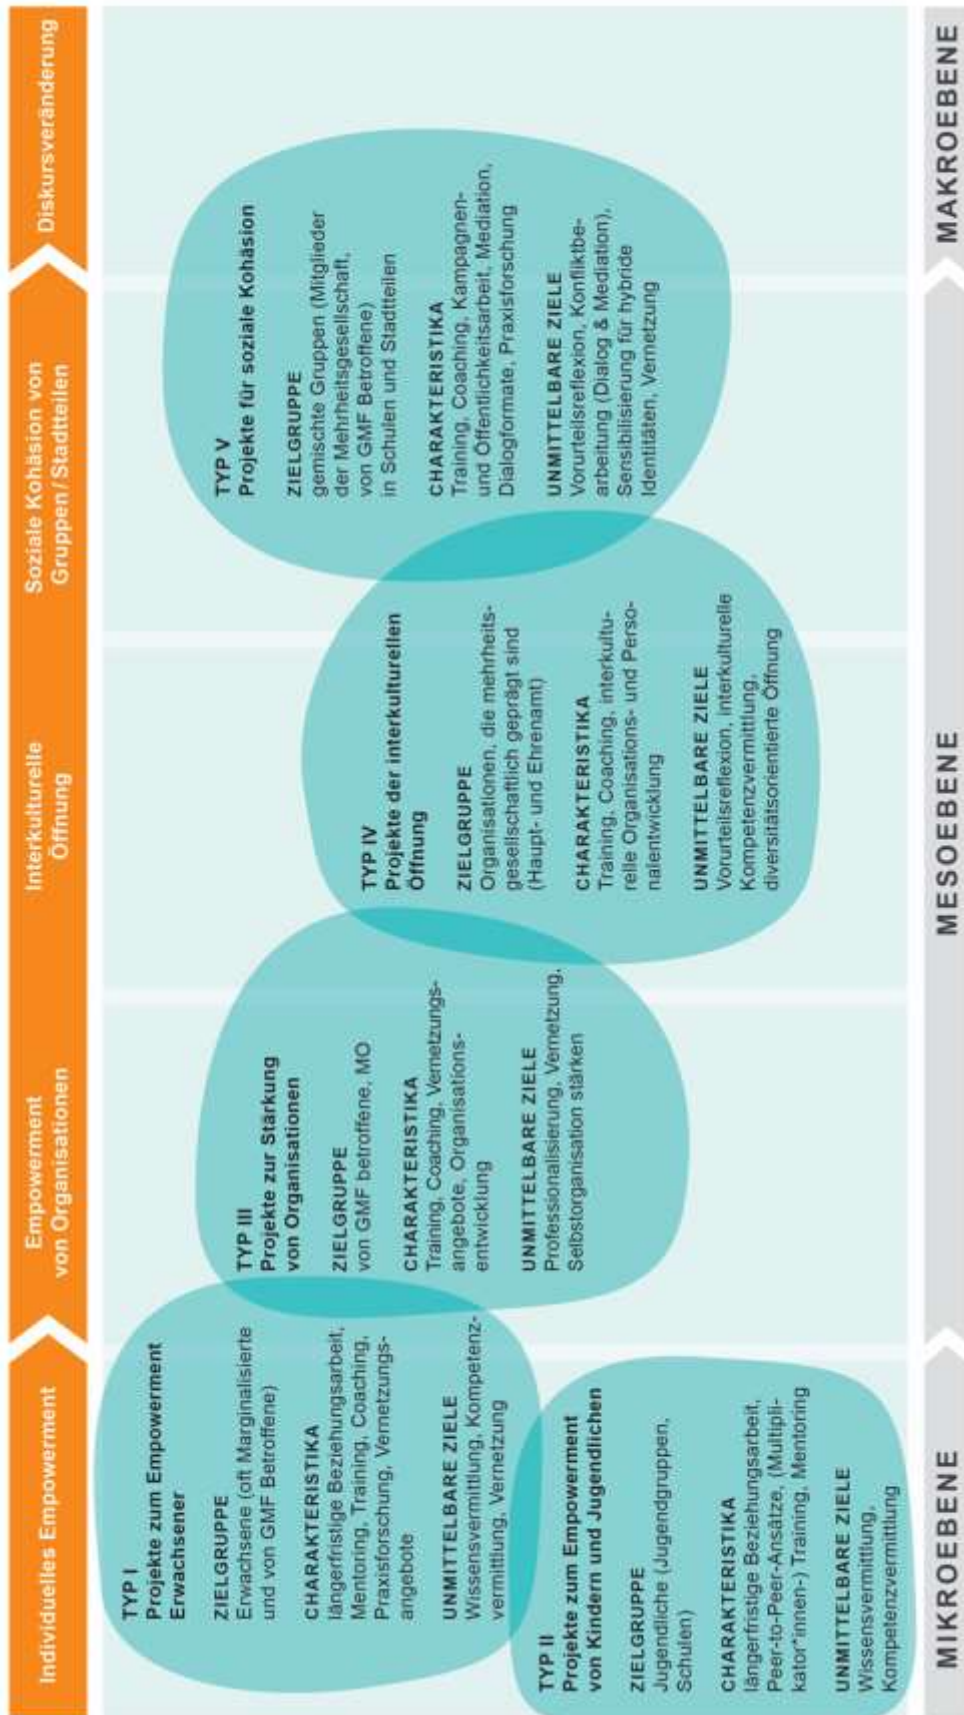 Individuelles Empowerment
Empowerment
von Organisationen
Interkulturelle
Öffnung
Soziale Kohäsion von
Gruppen/Stadtteilen
Diskursveränderung
TYP I
Projekte zum Empowerment
Erwachsener
ZIELGRUPPE
Erwachsene (oft Marginalisierte
und von GMF Betroffene)
CHARAKTERISTIKA
längerfristige Beziehungsarbeit,
Mentoring, Training, Coaching,
Praxisforschung, Vernetzungs-
angebote
UNMITTELBARE ZIELE
Wissensvermittlung, Kompetenz-
vermittlung, Vernetzung
TYP II
Projekte zum Empowerment
von Kindern und Jugendlichen
ZIELGRUPPE
Jugendliche (Jugendgruppen,
Schulen)
CHARAKTERISTIKA
längerfristige Beziehungsarbeit,
Peer-to-Peer-Ansätze, (Multipli-
kator*innen-) Training, Mentoring
UNMITTELBARE ZIELE
Wissensvermittlung,
Kompetenzvermittlung
TYP III
Projekte zur Stärkung
von Organisationen
ZIELGRUPPE
von GMF betroffene, MO
CHARAKTERISTIKA
Training, Coaching, Vernetzungs-
angebote, Organisations-
entwicklung
UNMITTELBARE ZIELE
Professionalisierung, Vernetzung,
Selbstorganisation stärken
TYP IV
Projekte der interkulturellen
Öffnung
ZIELGRUPPE
Organisationen, die mehrheits-
gesellschaftlich geprägt sind
(Haupt- und Ehrenamt)
CHARAKTERISTIKA
Training, Coaching, interkultu-
relle Organisations- und Perso-
nalentwicklung
UNMITTELBARE ZIELE
Vorurteilsreflexion, interkulturelle
Kompetenzvermittlung,
diversitätsorientierte Öffnung
TYP V
Projekte für soziale Kohäsion
ZIELGRUPPE
gemischte Gruppen (Mitglieder
der Mehrheitsgesellschaft,
von GMF Betroffene)
in Schulen und Stadtteilen
CHARAKTERISTIKA
Training, Coaching, Kampagnen-
und Öffentlichkeitsarbeit, Mediation,
Dialogformate, Praxisforschung
UNMITTELBARE ZIELE
Vorurteilsreflexion, Konfliktbe-
arbeitung (Dialog & Mediation),
Sensibilisierung für hybride
Identitäten, Vernetzung
MIKROEBENE
MESOEBENE
MAKROEBENE